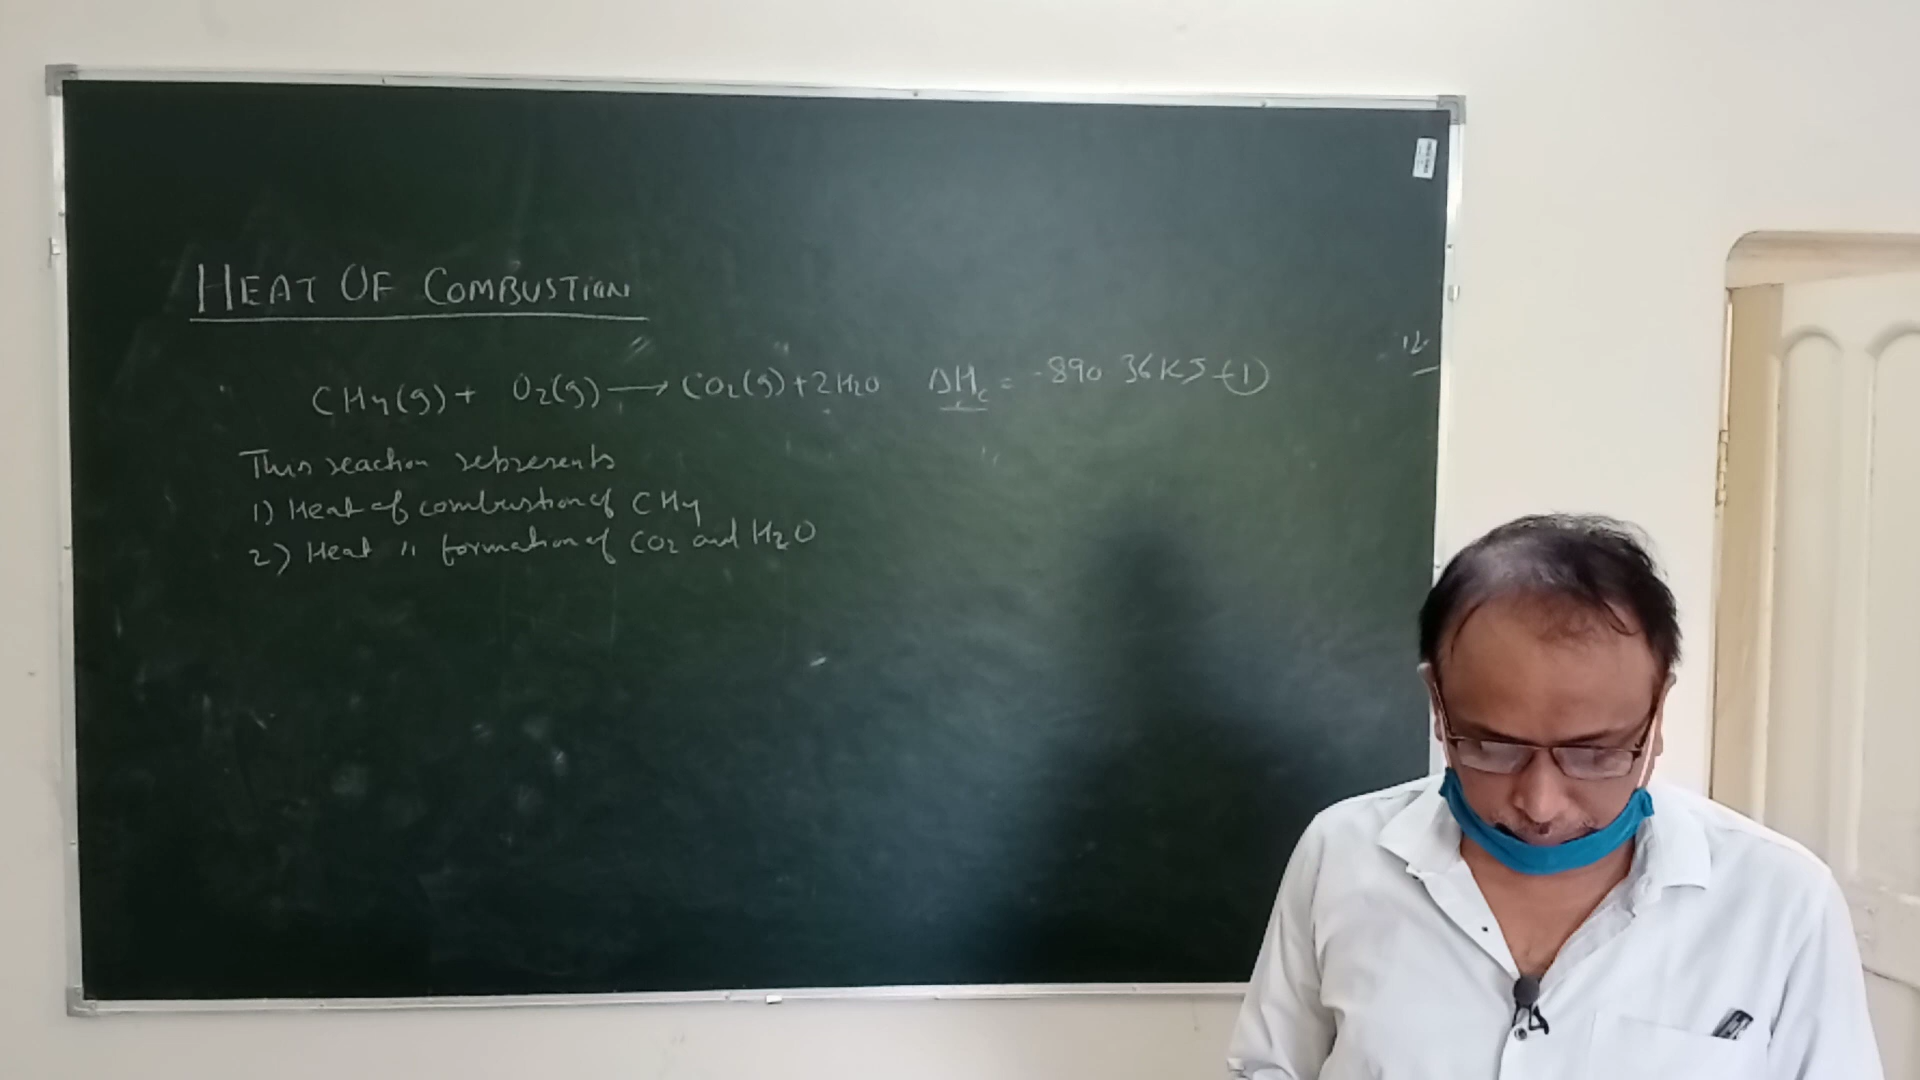 HEAT OF COMBUSTION
CH4(g) + O2(g) → CO2(g) + 2H2O ΔHc = -890 36 KJ -(1)
This reaction represents
1) Heat of combustion of CH4
2) Heat " formation of CO2 and H2O
12